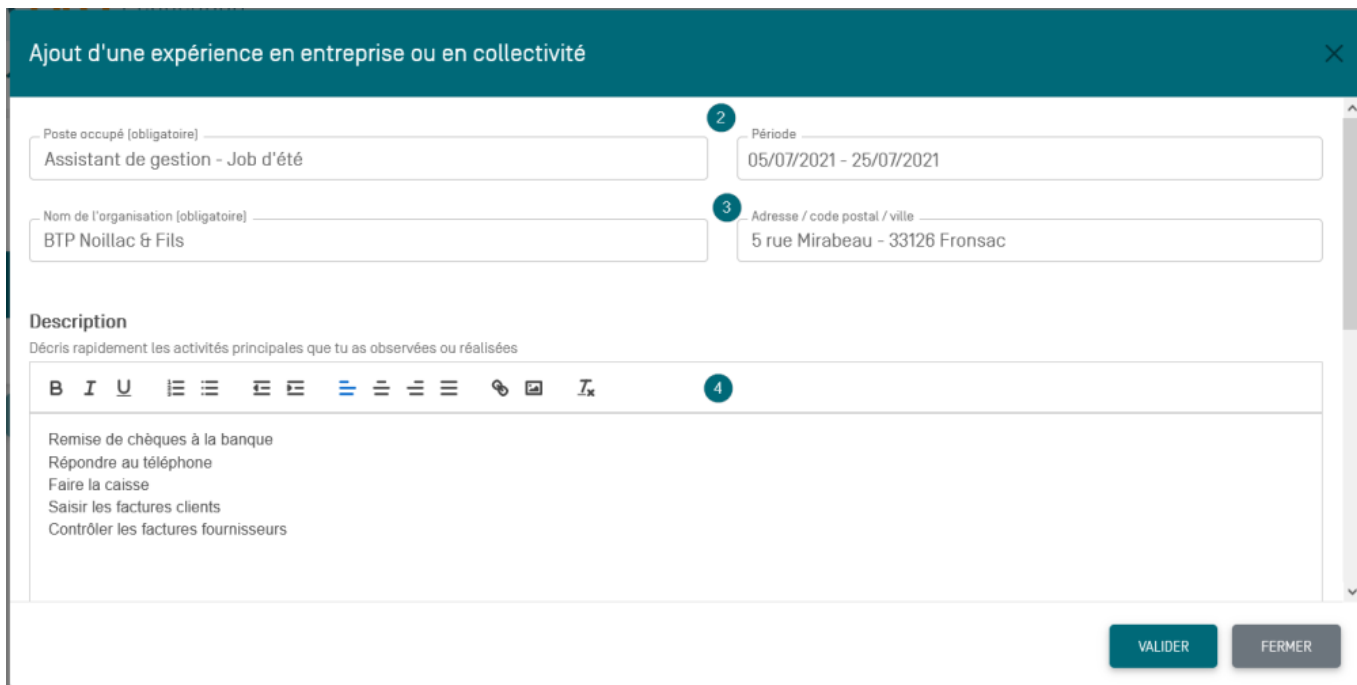 Ajout d'une expérience en entreprise ou en collectivité
2
Poste occupé (obligatoire)
Période
Assistant de gestion - Job d'été
05/07/2021 - 25/07/2021
3
Nom de l'organisation (obligatoire)
Adresse / code postal / ville
BTP Noillac & Fils
5 rue Mirabeau - 33126 Fronsac
Description
Décris rapidement les activités principales que tu as observées ou réalisées
B I U
4
Remise de chèques à la banque
Répondre au téléphone
Faire la caisse
Saisir les factures clients
Contrôler les factures fournisseurs
VALIDER
FERMER